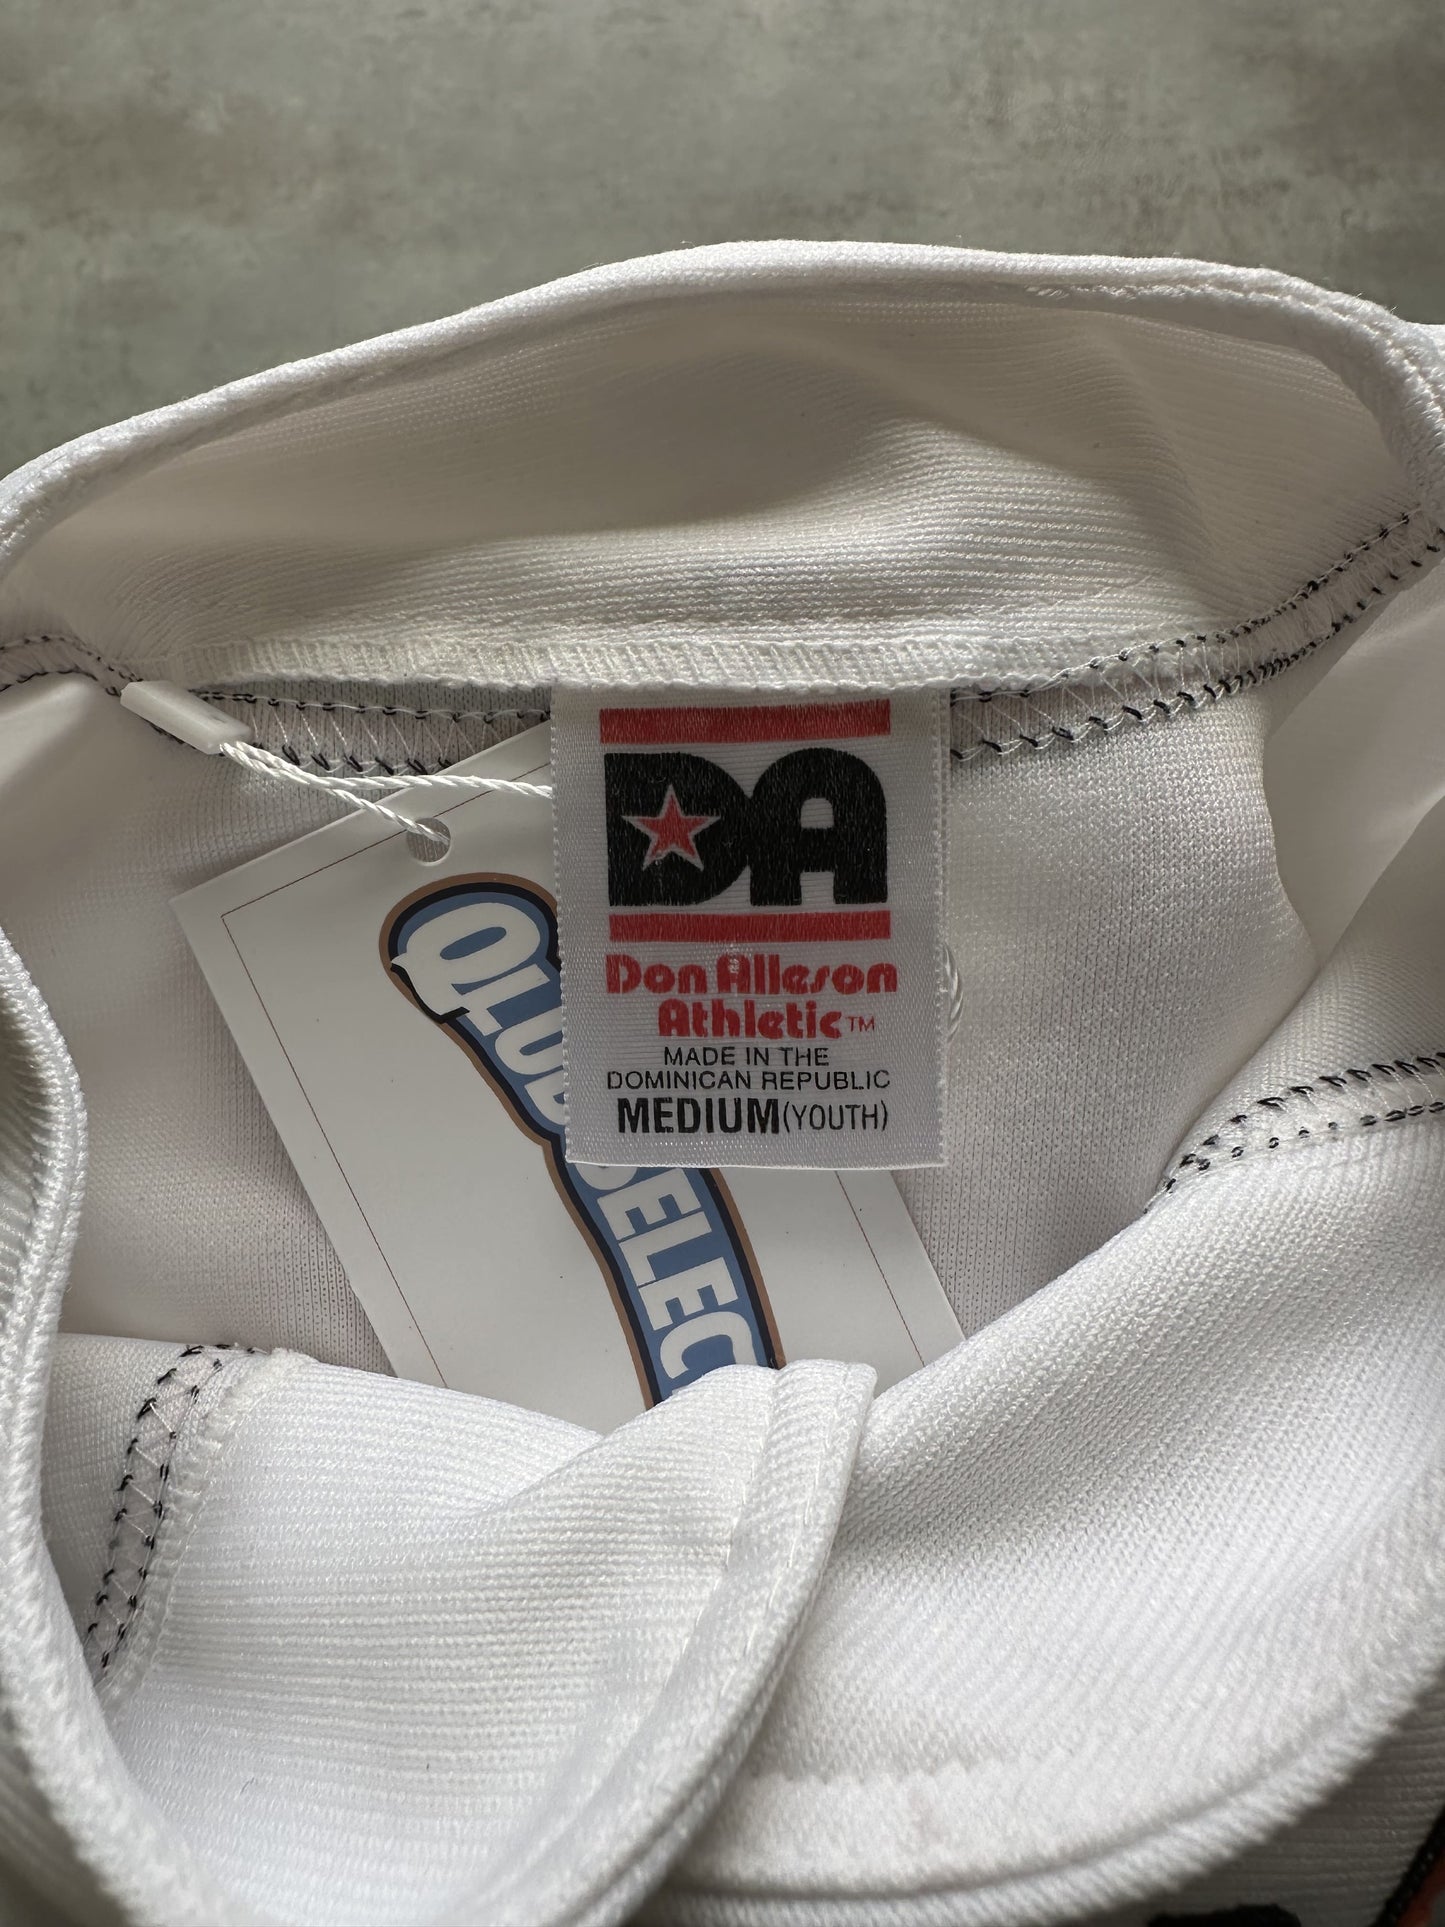 DA
Don Alleson
Athletic™
MADE IN THE
DOMINICAN REPUBLIC
MEDIUM(YOUTH)